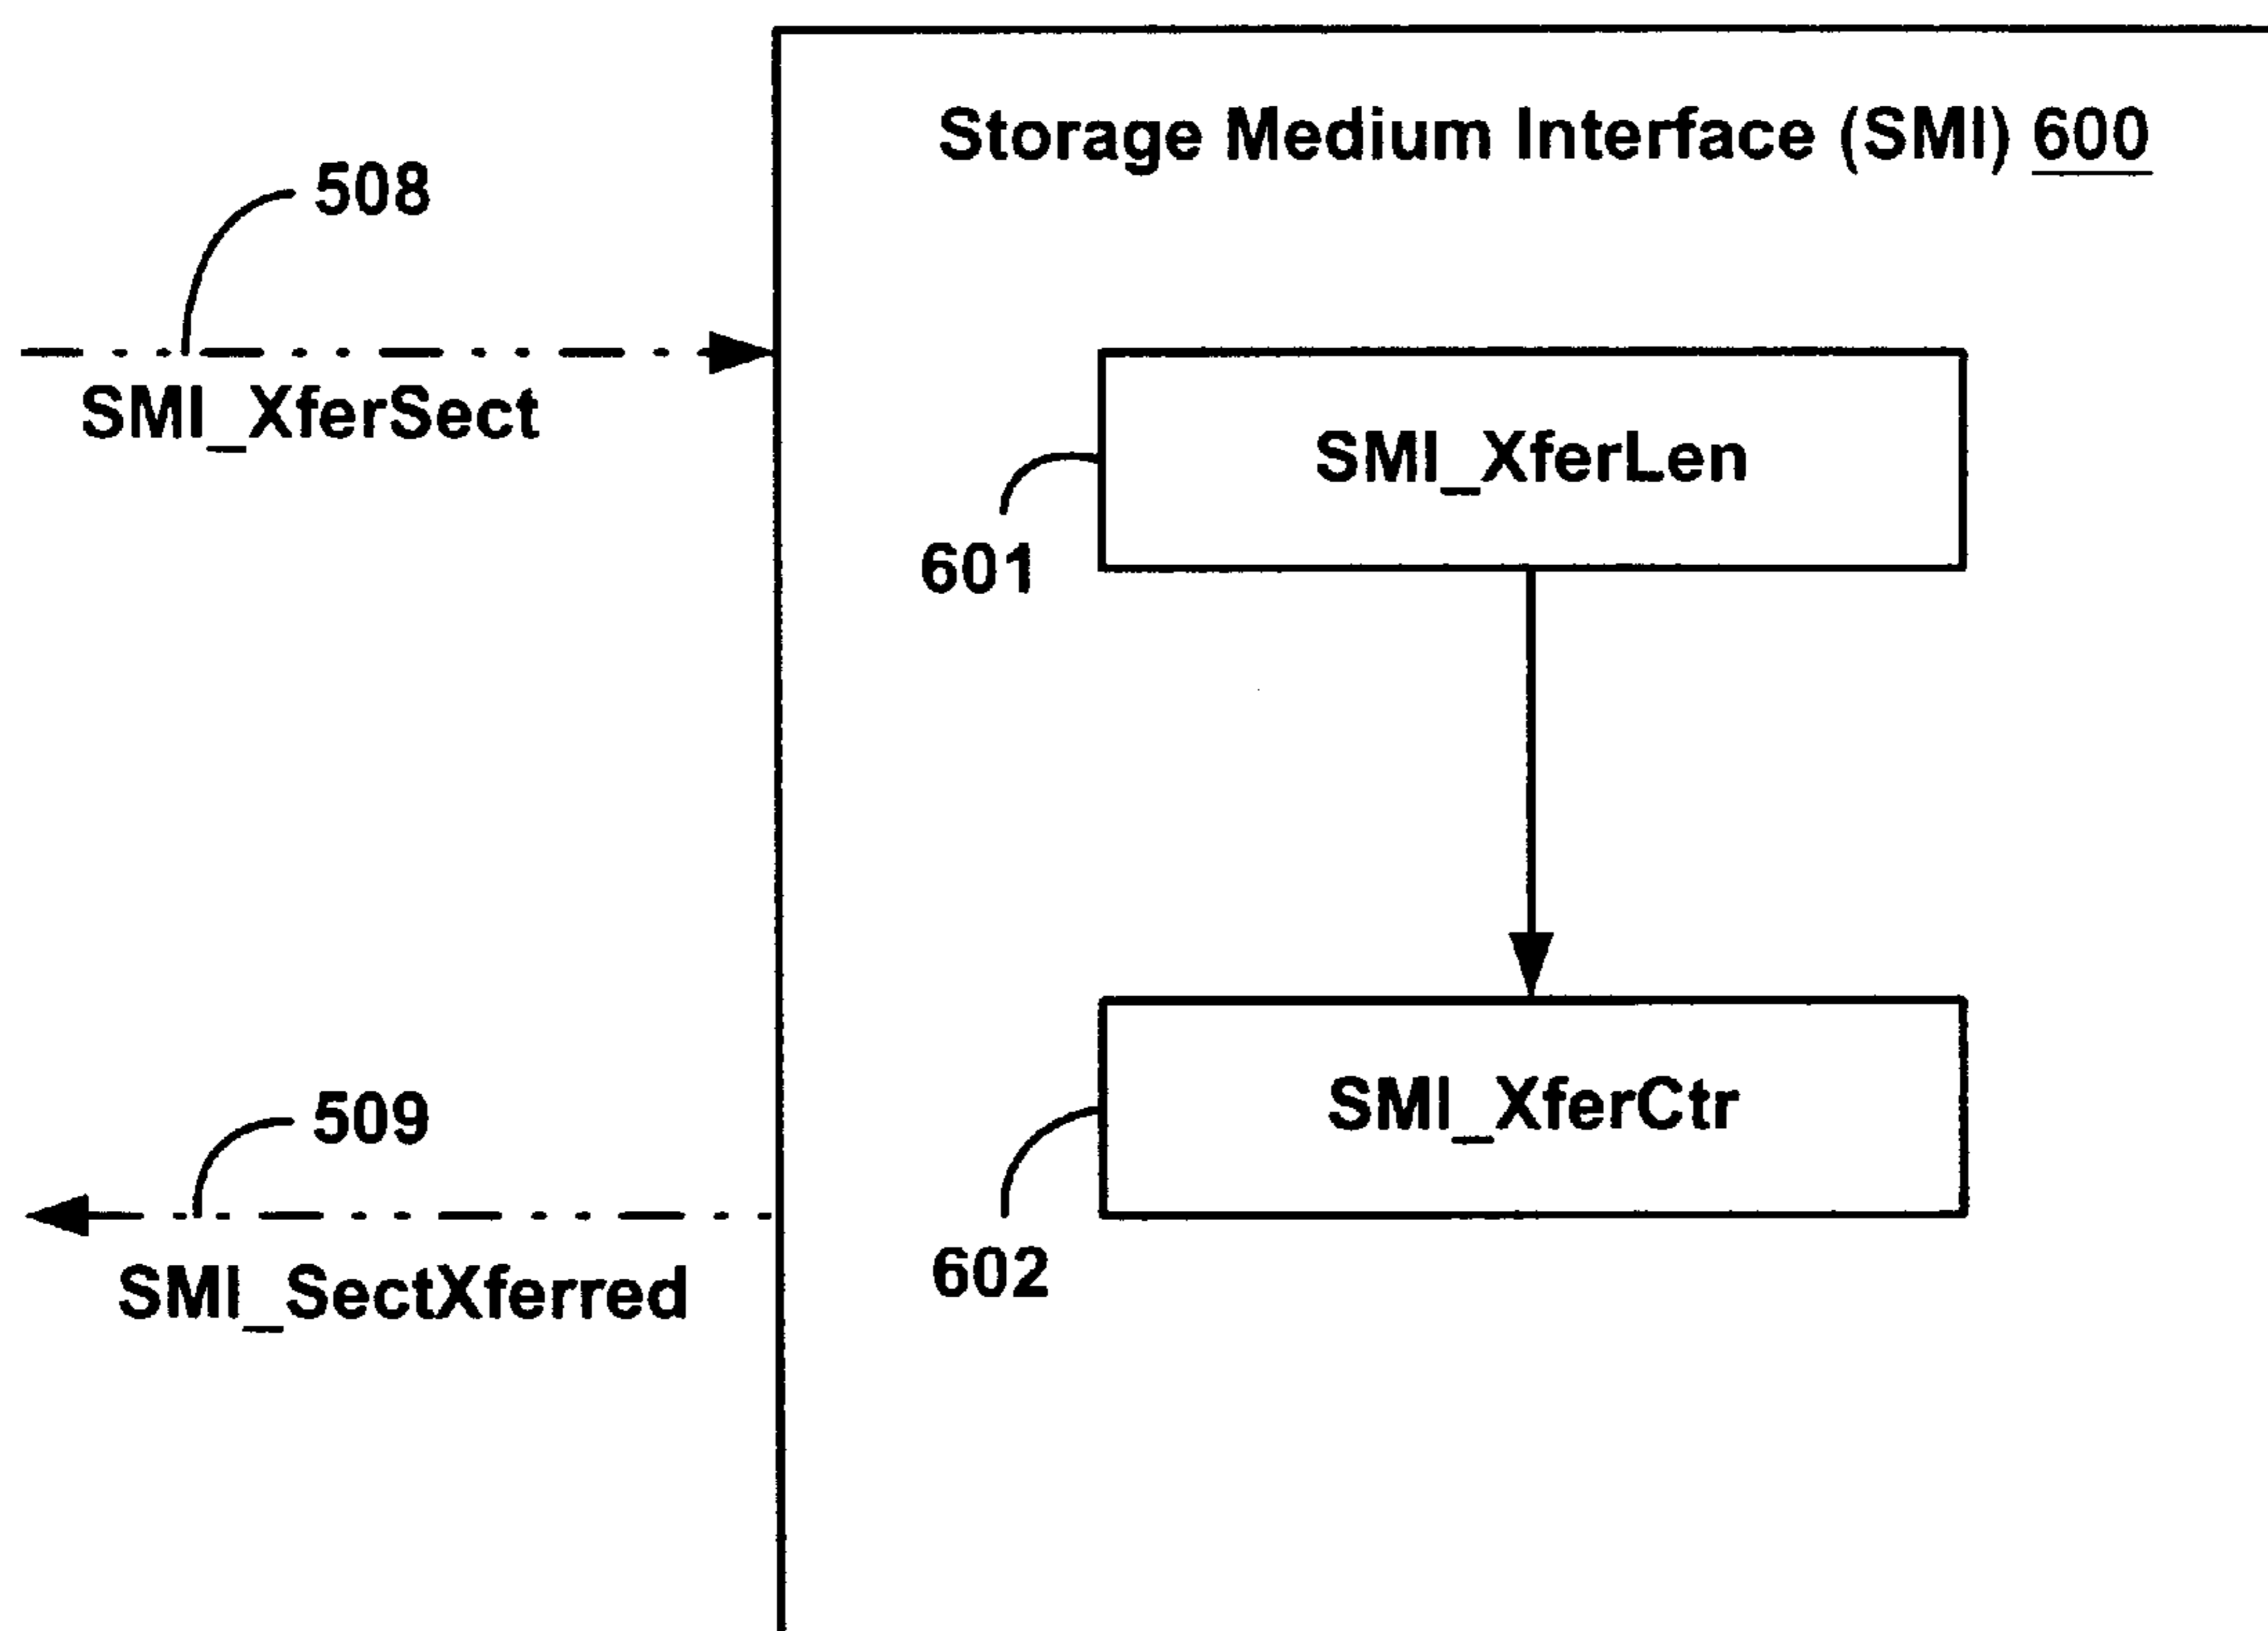 Storage Medium Interface (SMI) 600
508
SMI_XferSect
SMI_XferLen
601
SMI_XferCtr
509
602
SMI_SectXferred